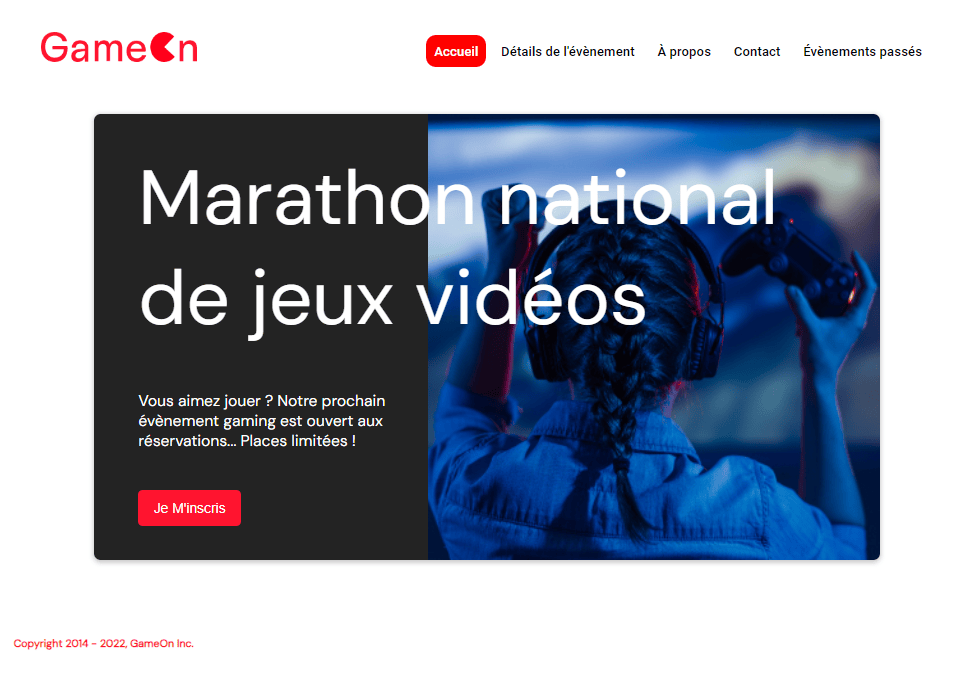 GameOn
Accueil Détails de l'évènement À propos Contact Évènements passés
Marathon national
de jeux vidéos
Vous aimez jouer ? Notre prochain
évènement gaming est ouvert aux
réservations... Places limitées !
Je M'inscris
Copyright 2014 - 2022, GameOn Inc.